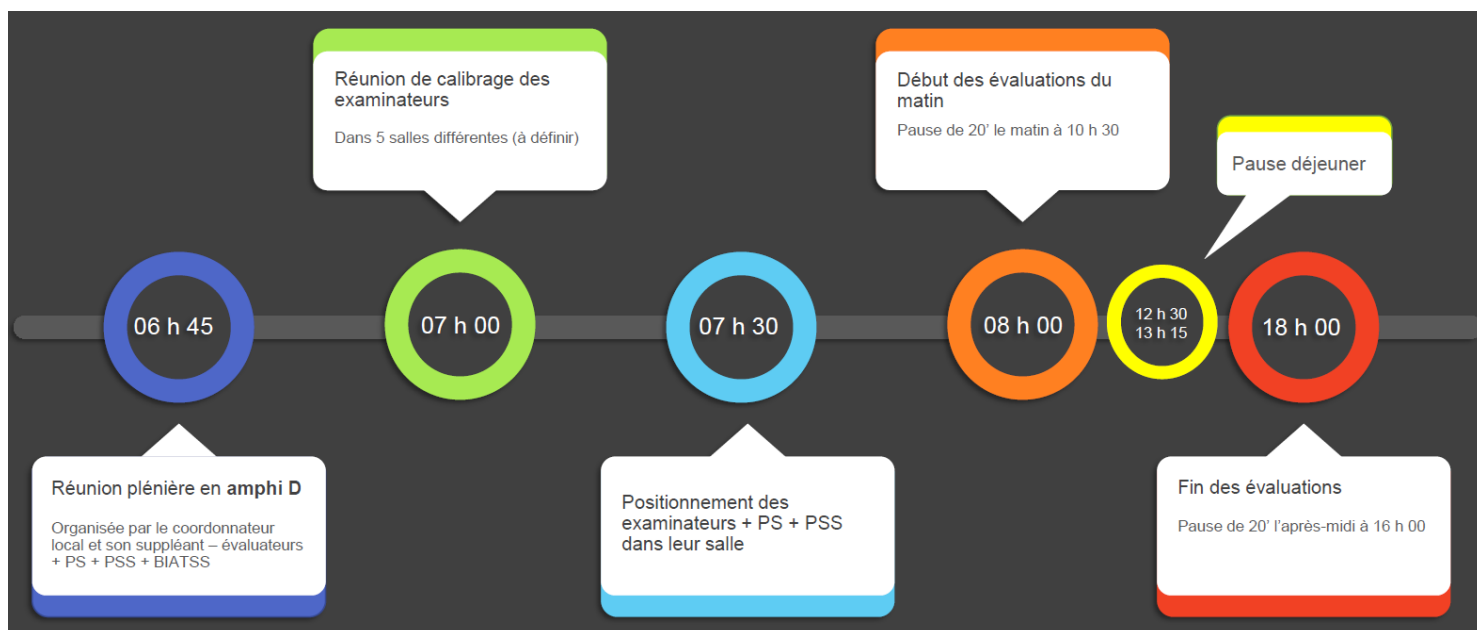 Réunion de calibrage des
examinateurs
Dans 5 salles différentes (à définir)
Début des évaluations du
matin
Pause de 20’ le matin à 10 h 30
Pause déjeuner
06 h 45
07 h 00
07 h 30
08 h 00
12 h 30
13 h 15
18 h 00
Réunion plénière en amphi D
Organisée par le coordonnateur
local et son suppléant – évaluateurs
+ PS + PSS + BIATSS
Positionnement des
examinateurs + PS + PSS
dans leur salle
Fin des évaluations
Pause de 20’ l’après-midi à 16 h 00